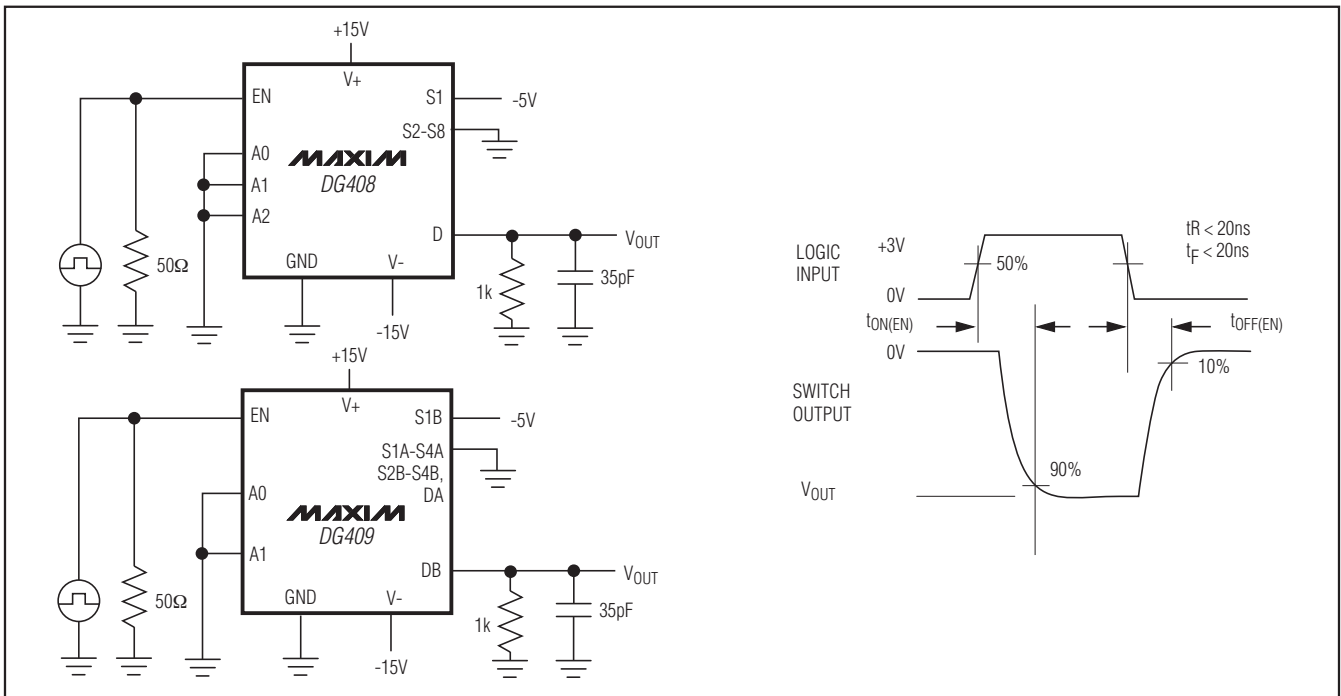 +15V
V+
EN
S1
-5V
S2-S8
A0
MAXIM
DG408
A1
A2
D
VOUT
50Ω
GND
V-
1k
35pF
-15V
+15V
V+
EN
S1B
-5V
S1A-S4A
S2B-S4B,
DA
A0
MAXIM
DG409
A1
DB
VOUT
50Ω
GND
V-
1k
35pF
-15V
LOGIC
INPUT
+3V
50%
0V
tR < 20ns
tF < 20ns
tON(EN)
tOFF(EN)
0V
10%
SWITCH
OUTPUT
90%
VOUT